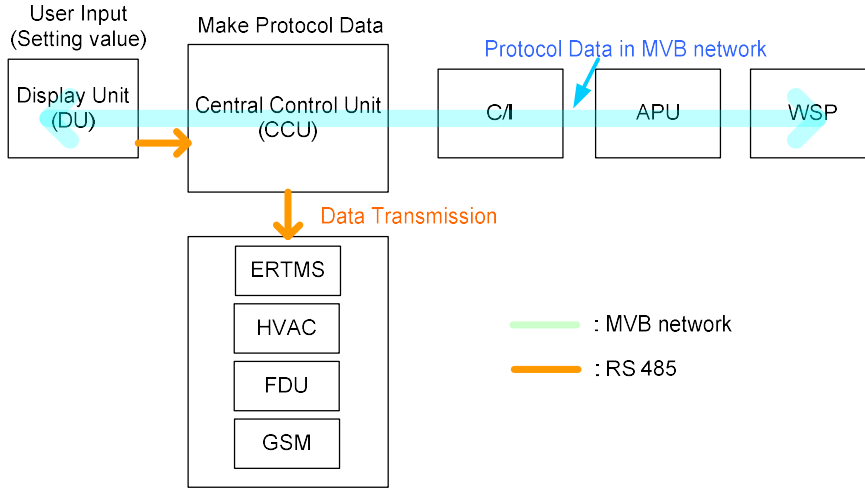 User Input
(Setting value)
Make Protocol Data
Protocol Data in MVB network
Display Unit
(DU)
Central Control Unit
(CCU)
C/I
APU
WSP
Data Transmission
ERTMS
HVAC
FDU
GSM
: MVB network
: RS 485